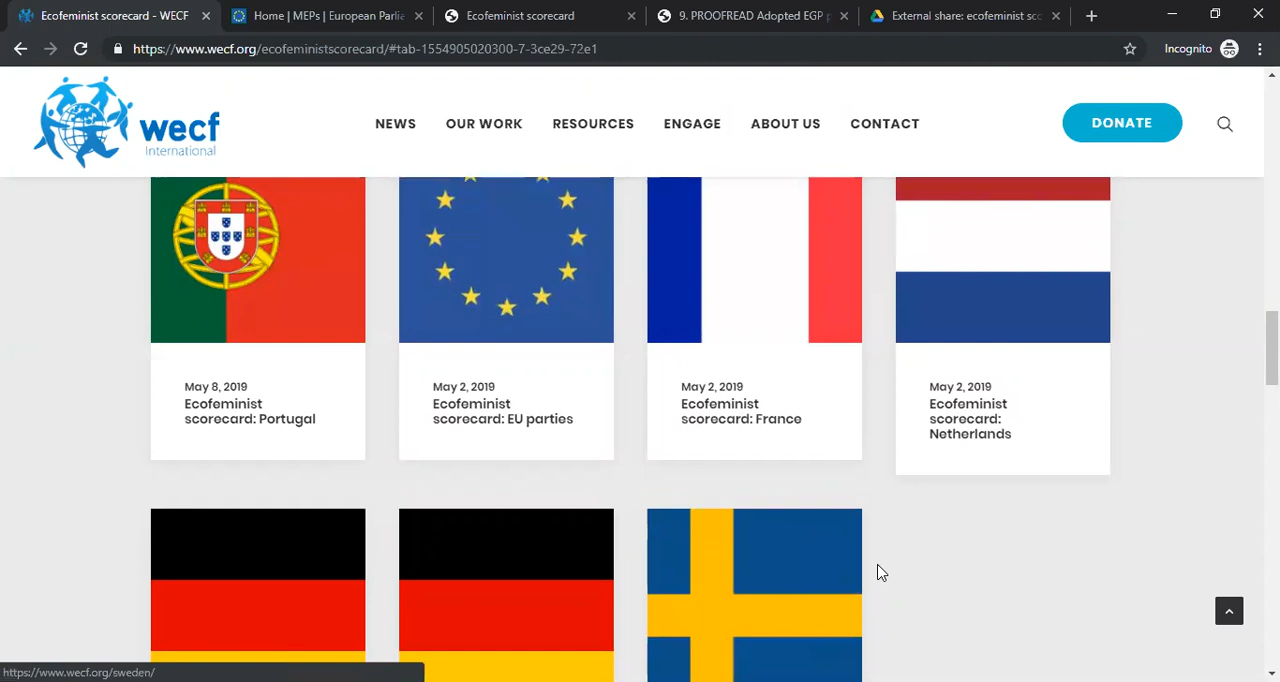 Ecofeminist scorecard - WECF
Home | MEPs | European Parlie
Ecofeminist scorecard
9. PROOFREAD Adopted EGP p
External share: ecofeminist sco
https://www.wecf.org/ecofeministscorecard/#tab-1554905020300-7-3ce29-72e1
Incognito
wecf
International
NEWS
OUR WORK
RESOURCES
ENGAGE
ABOUT US
CONTACT
DONATE
May 8, 2019
Ecofeminist
scorecard: Portugal
May 2, 2019
Ecofeminist
scorecard: EU parties
May 2, 2019
Ecofeminist
scorecard: France
May 2, 2019
Ecofeminist
scorecard:
Netherlands
https://www.wecf.org/sweden/